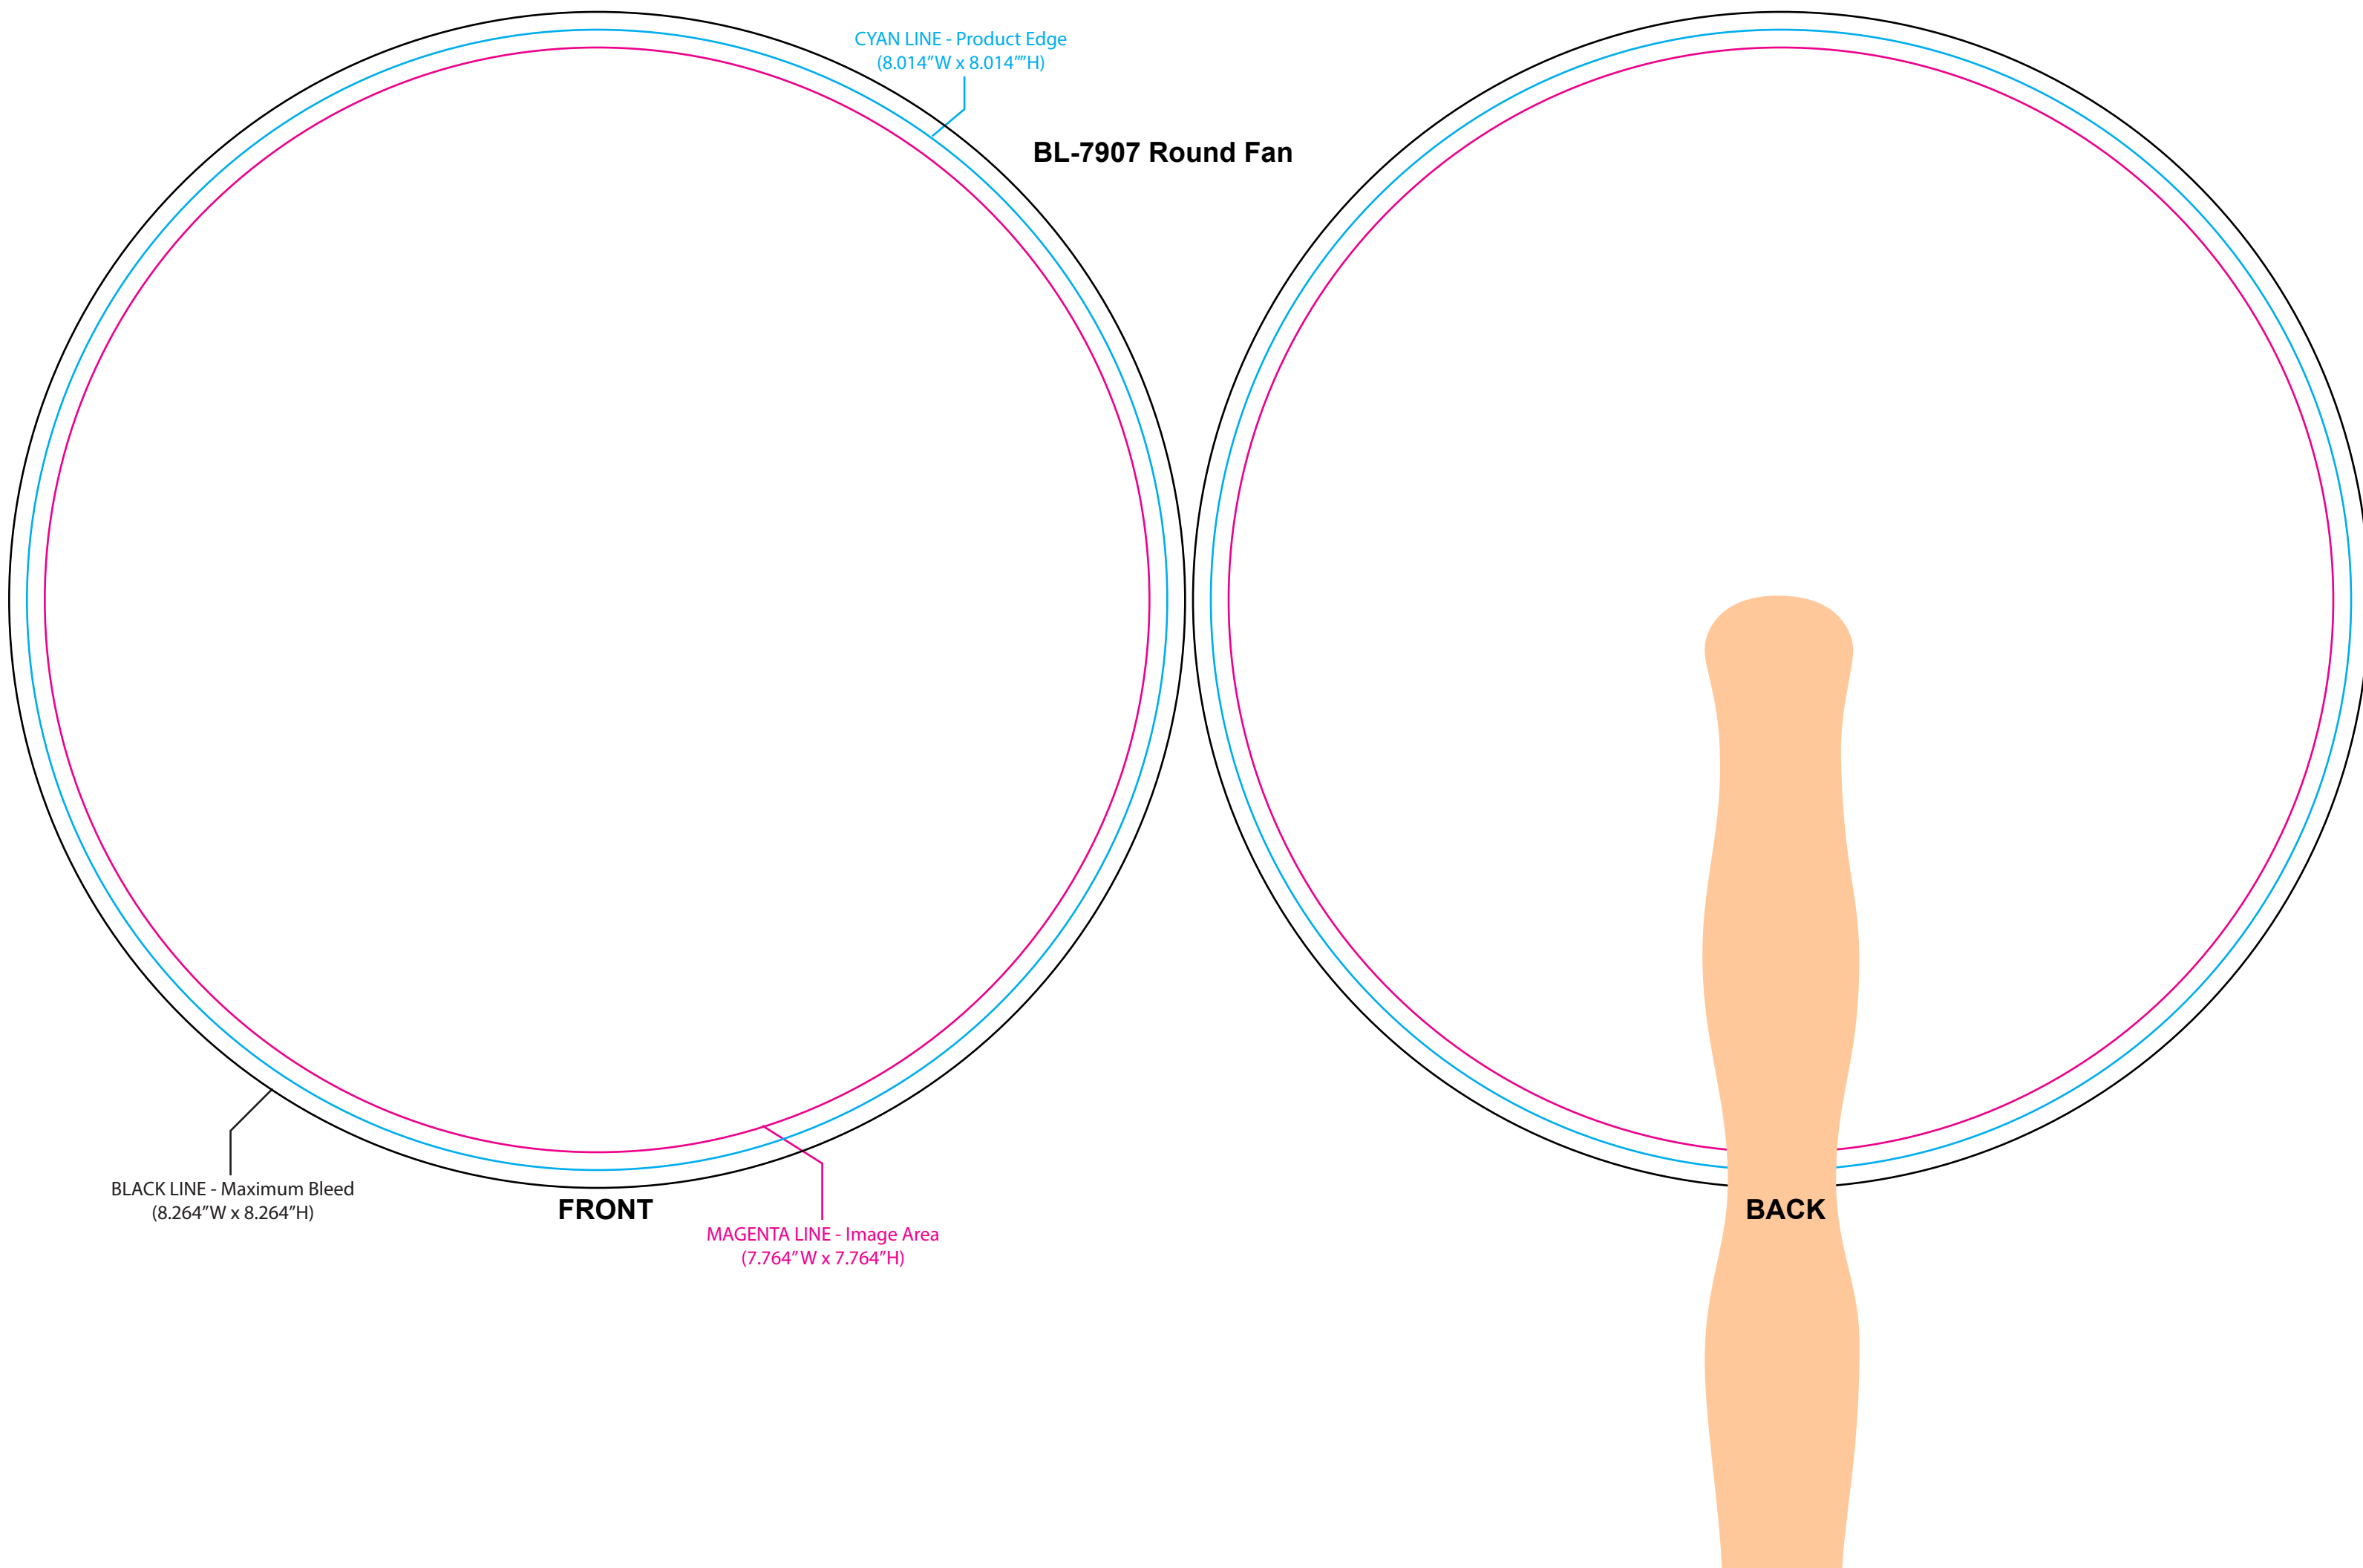 CYAN LINE - Product Edge
(8.014"W x 8.014""H)
BL-7907 Round Fan
BLACK LINE - Maximum Bleed
(8.264"W x 8.264"H)
FRONT
MAGENTA LINE - Image Area
(7.764"W x 7.764"H)
BACK